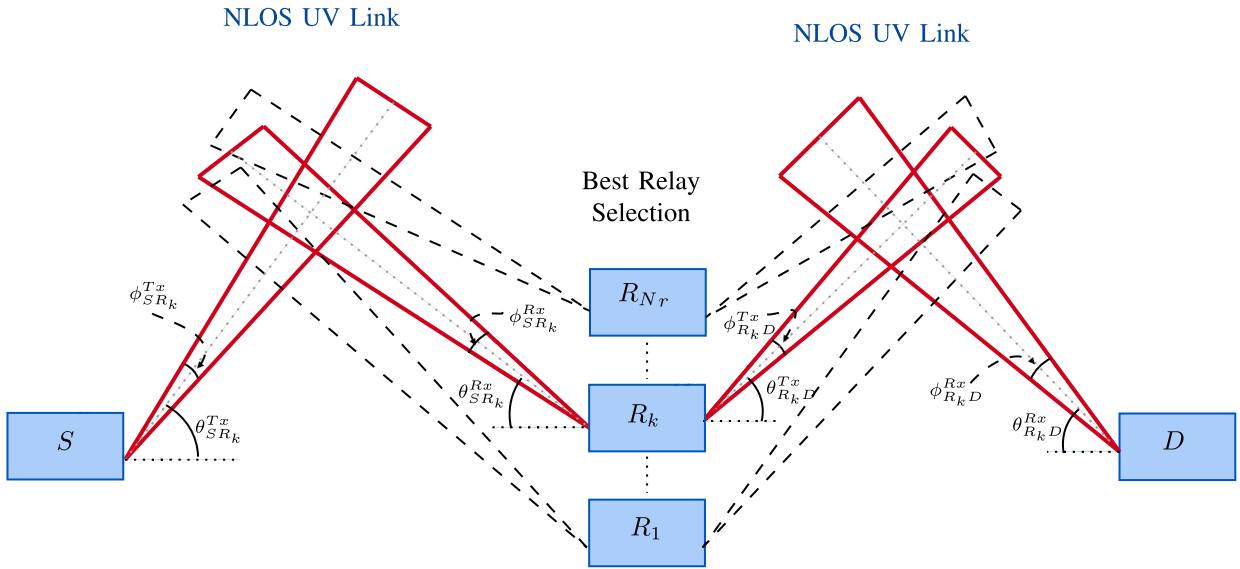 NLOS UV Link
NLOS UV Link
Best Relay
Selection
R_{Nr}
ϕ^{Tx}_{SR_k}
ϕ^{Rx}_{SR_k}
ϕ^{Tx}_{R_kD}
θ^{Rx}_{SR_k}
θ^{Tx}_{R_kD}
ϕ^{Rx}_{R_kD}
θ^{Tx}_{SR_k}
R_k
θ^{Rx}_{R_kD}
S
D
R_1